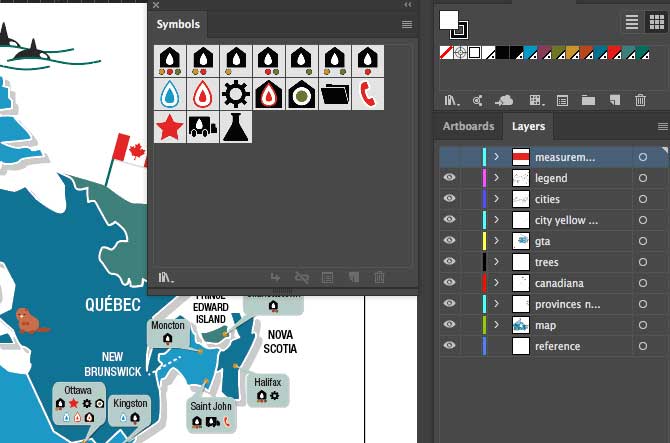 Symbols
Artboards
Layers
measurem...
legend
cities
city yellow ...
gta
trees
canadiana
provinces n...
map
reference
QUÉBEC
EDWARD
ISLAND
Moncton
NOVA
SCOTIA
NEW
BRUNSWICK
Ottawa
Kingston
Halifax
Saint John